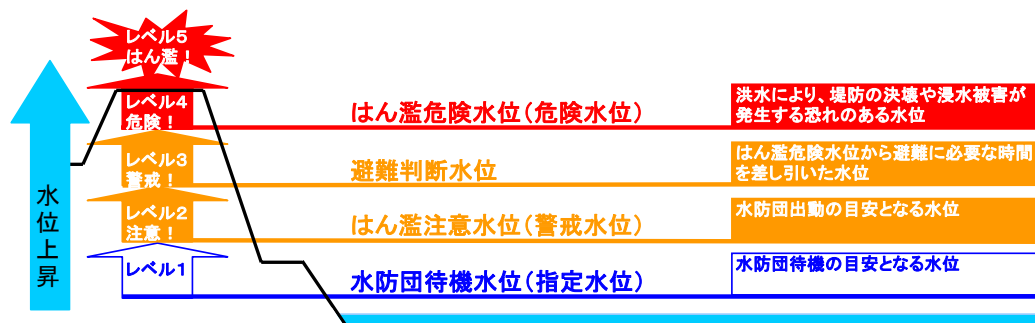 レベル5
はん濫！
レベル4
危険！
はん濫危険水位(危険水位)
洪水により、堤防の決壊や浸水被害が
発生する恐れのある水位
レベル3
警戒！
避難判断水位
はん濫危険水位から避難に必要な時間
を差し引いた水位
レベル2
注意！
はん濫注意水位(警戒水位)
水防団出動の目安となる水位
レベル1
水防団待機水位(指定水位)
水防団待機の目安となる水位
水位上昇